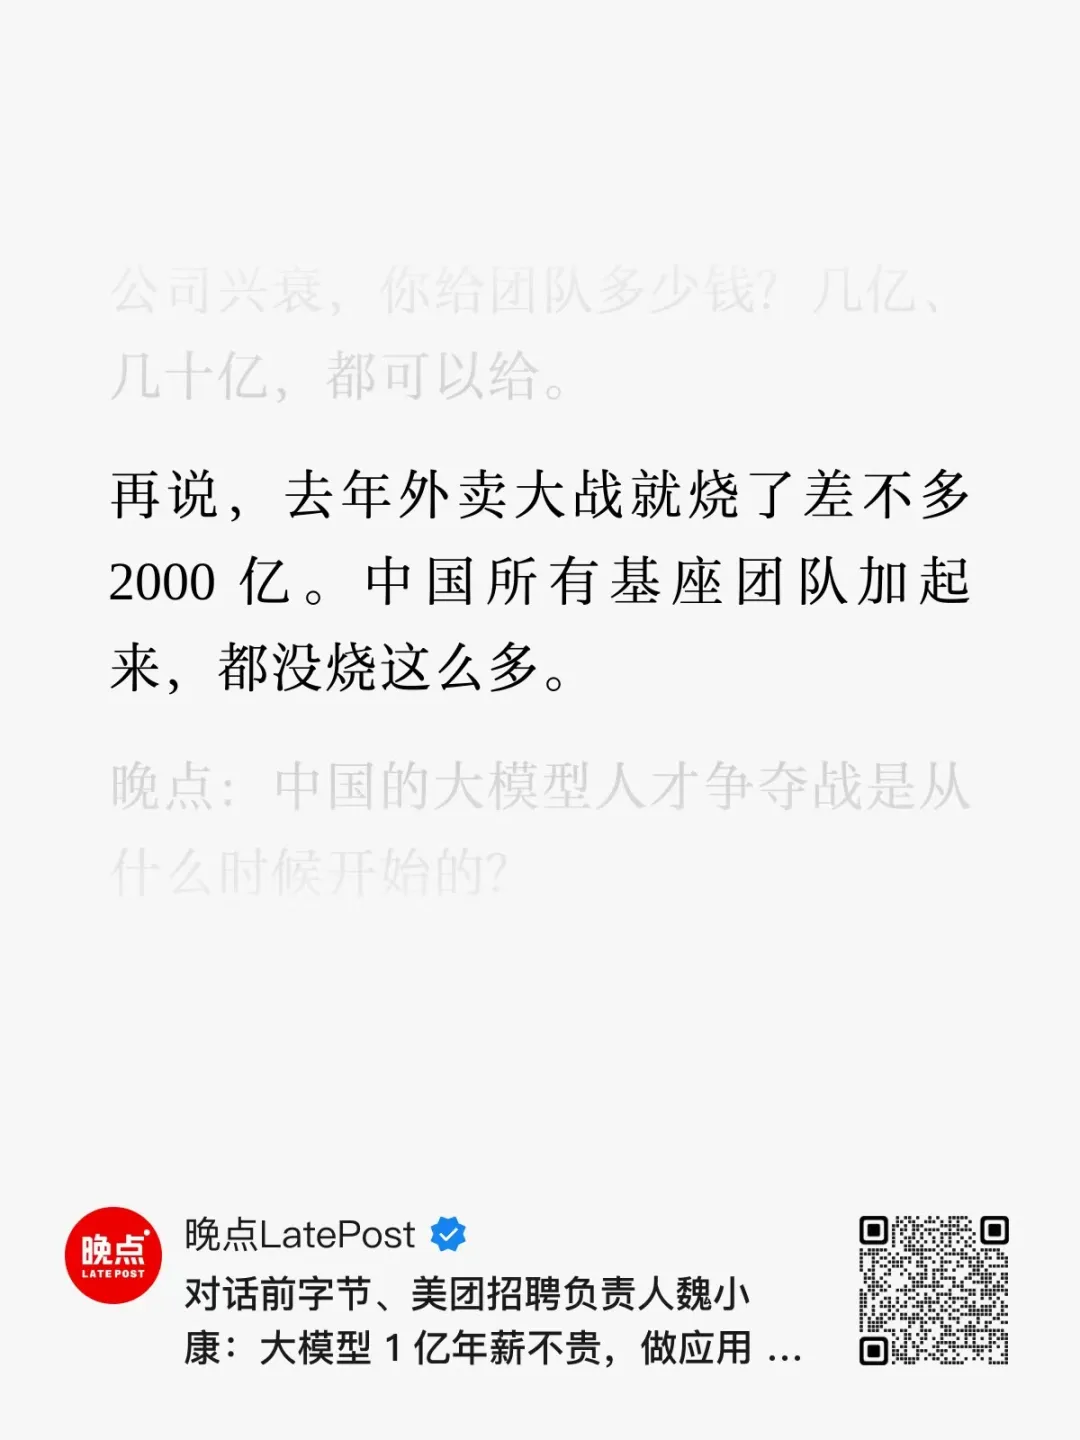 公司兴衰，你给团队多少钱？几亿、
几十亿，都可以给。
再说，去年外卖大战就烧了差不多
2000 亿。中国所有基座团队加起
来，都没烧这么多。
晚点：中国的大模型人才争夺战是从
什么时候开始的？
晚点
LATE POST
晚点LatePost
对话前字节、美团招聘负责人魏小
康：大模型 1 亿年薪不贵，做应用 ...